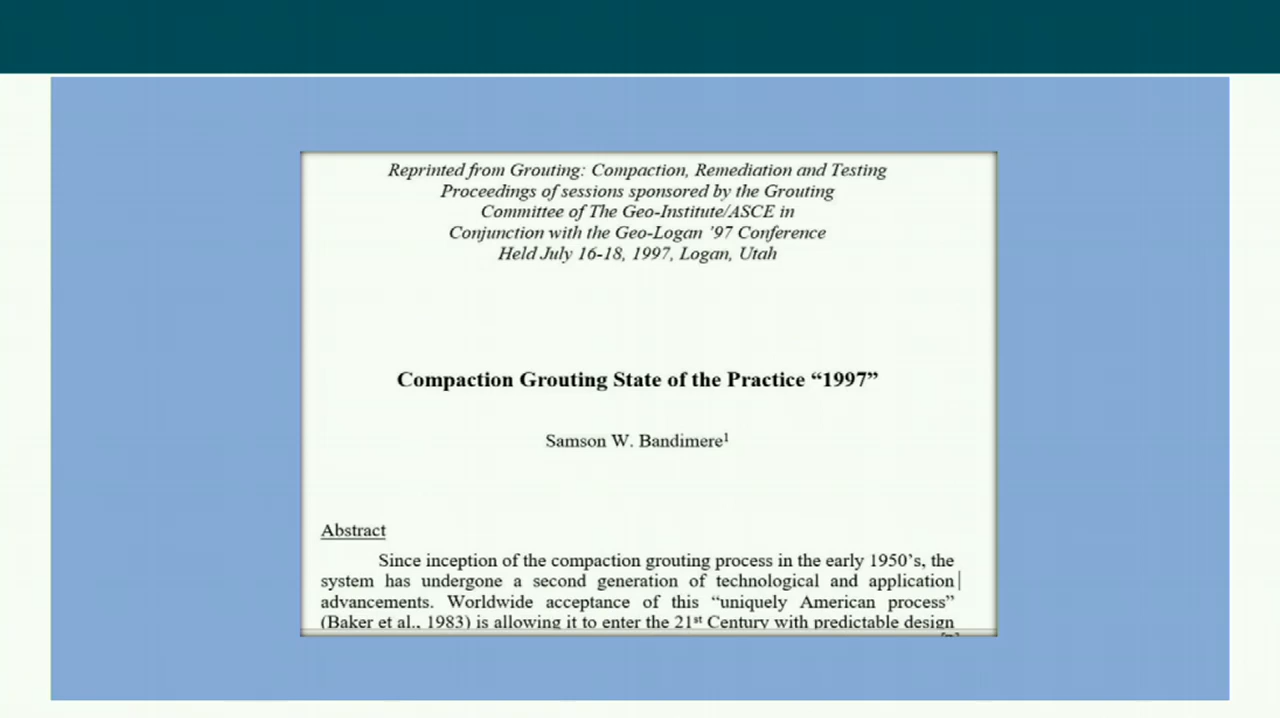 Reprinted from Grouting: Compaction, Remediation and Testing
Proceedings of sessions sponsored by the Grouting
Committee of The Geo-Institute/ASCE in
Conjunction with the Geo-Logan '97 Conference
Held July 16-18, 1997, Logan, Utah
Compaction Grouting State of the Practice “1997”
Samson W. Bandimere¹
Abstract
Since inception of the compaction grouting process in the early 1950’s, the
system has undergone a second generation of technological and application
advancements. Worldwide acceptance of this “uniquely American process”
(Baker et al., 1983) is allowing it to enter the 21st Century with predictable design